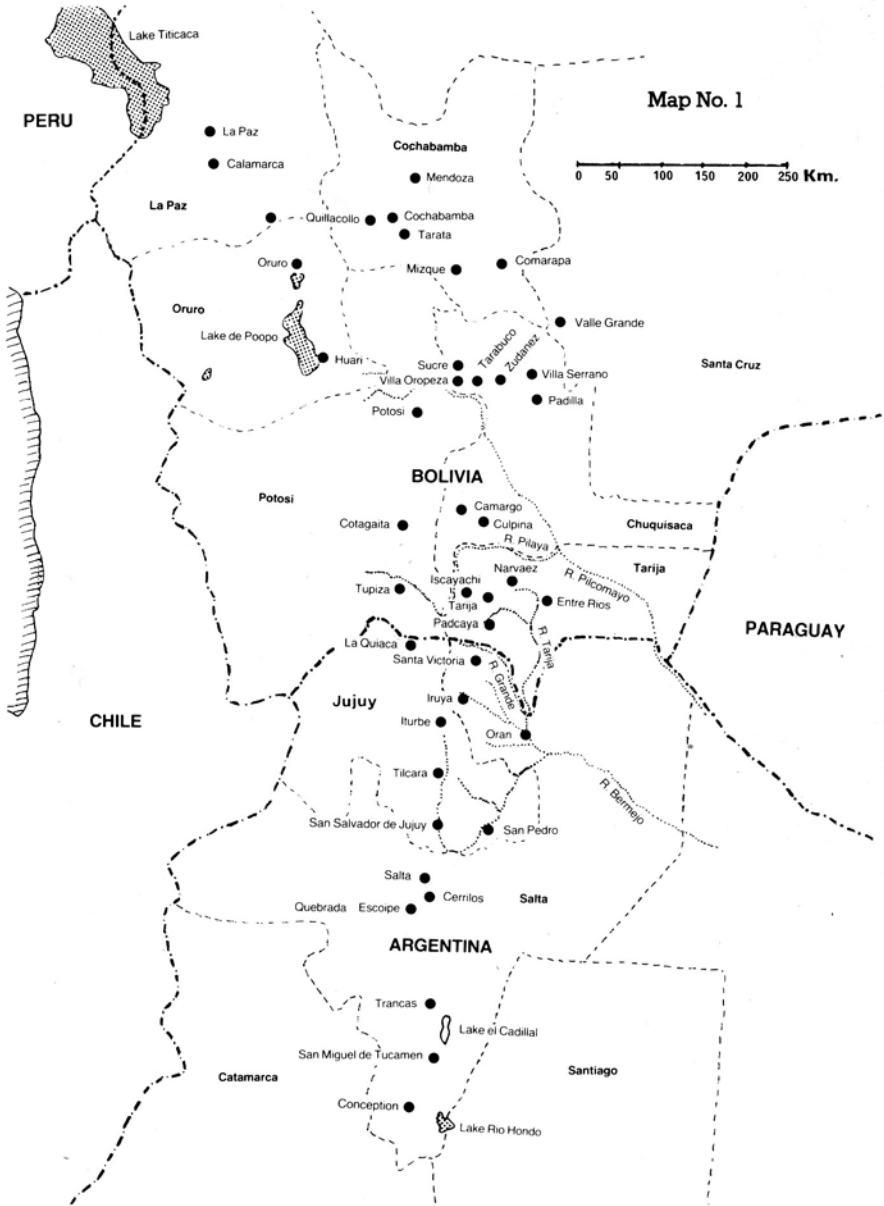 Lake Titicaca
Map No. 1
PERU
La Paz
Cochabamba
Calamarca
0 50 100 150 200 250 Km.
Mendoza
La Paz
Quillacollo
Cochabamba
Tarata
Oruro
Mizque
Comarapa
Oruro
Valle Grande
Lake de Poopo
Tarabuco
Zudanez
Huari
Sucre
Santa Cruz
Villa Oropeza
Villa Serrano
Padilla
Potosi
BOLIVIA
Potosi
Camargo
Cotagaita
Culpina
Chuquisaca
R. Pilaya
Narvaez
Tarija
R. Pilcomayo
Iscayachi
Tupiza
Tarija
Entre Rios
Padcaya
PARAGUAY
La Quiaca
R. Tarija
Santa Victoria
R. Grande
Jujuy
Iruya
CHILE
Iturbe
Oran
Tilcara
R. Bermejo
San Salvador de Jujuy
San Pedro
Salta
Cerrilos
Salta
Quebrada Escoipe
ARGENTINA
Trancas
Lake el Cadillal
San Miguel de Tucamen
Catamarca
Santiago
Conception
Lake Rio Hondo